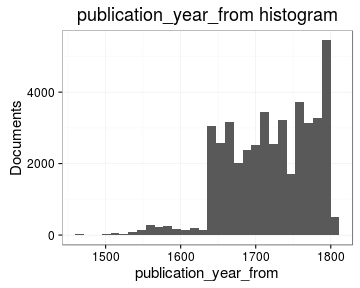 publication_year_from histogram
Documents
4000
2000
0
1500 1600 1700 1800
publication_year_from